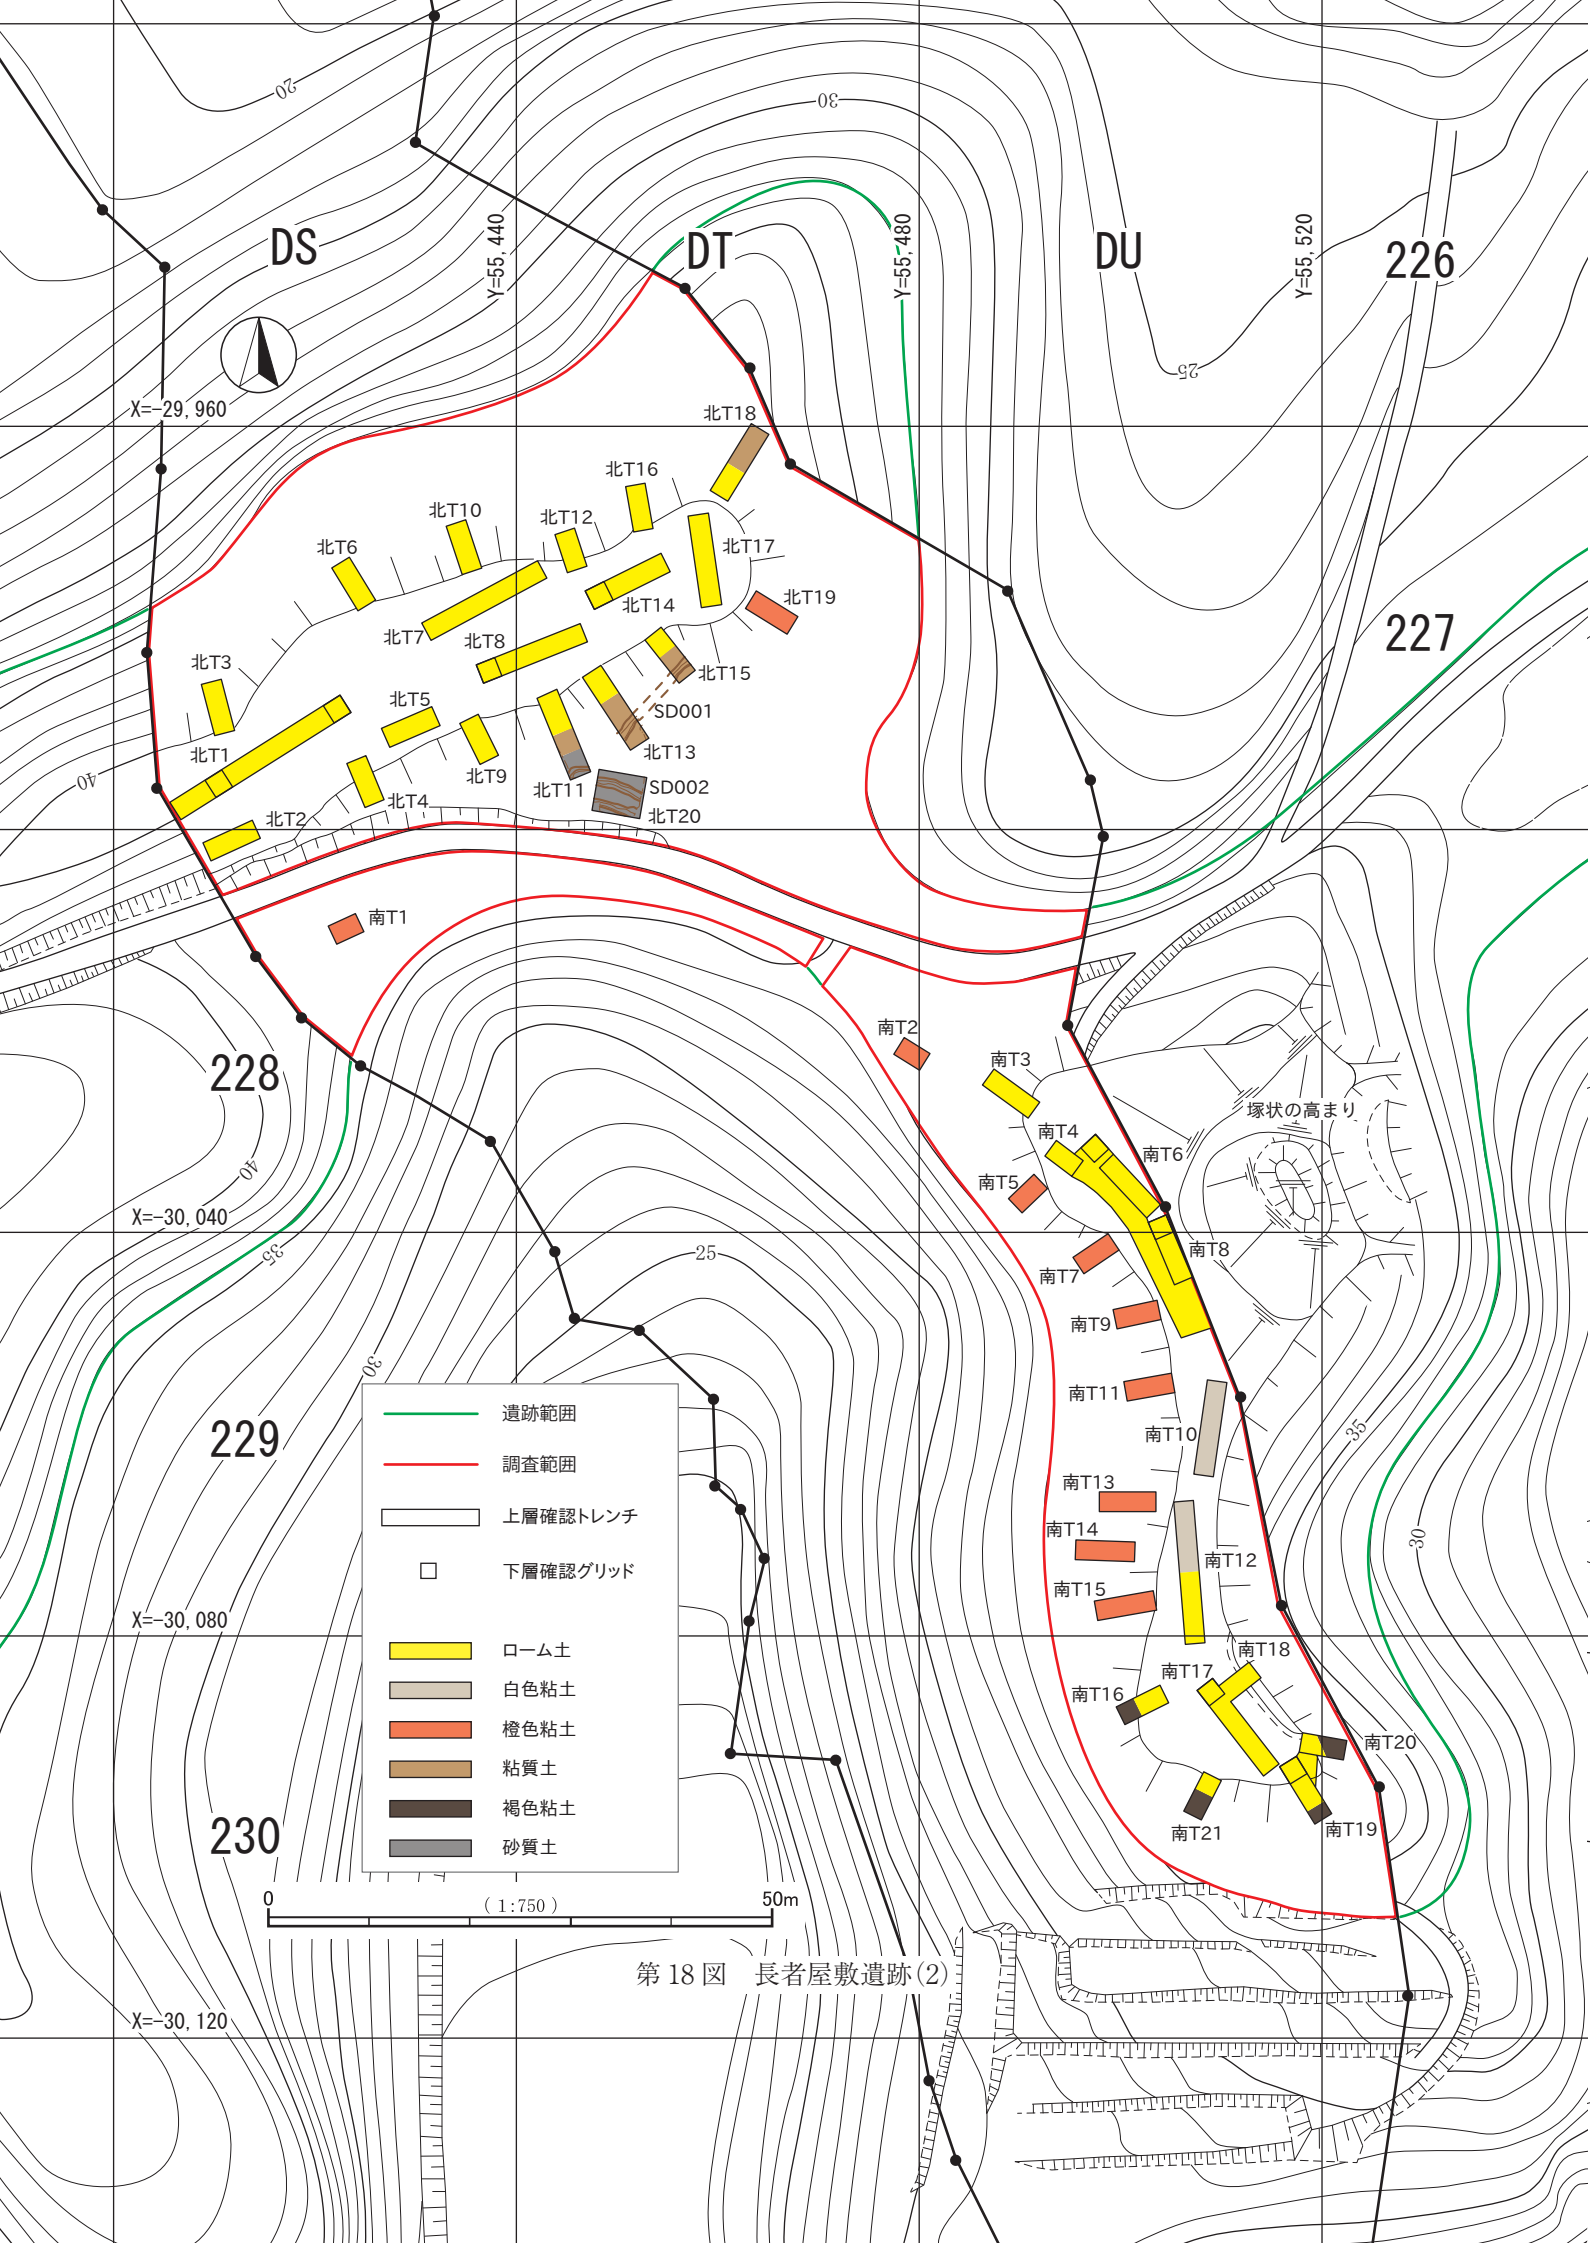 20
30
DS
Y=55,440
DT
Y=55,480
DU
Y=55,520
226
25
X=-29,960
北T18
北T16
北T10
北T12
北T6
北T17
北T19
北T14
北T7
北T8
227
北T3
北T15
北T5
SD001
北T1
北T13
40
北T9
北T11
SD002
北T4
北T20
北T2
南T1
南T2
228
南T3
塚状の高まり
南T4
南T6
40
南T5
X=-30,040
35
25
南T8
南T7
南T9
30
南T11
229
遺跡範囲
35
南T10
調査範囲
南T13
上層確認トレンチ
南T14
30
下層確認グリッド
南T12
南T15
X=-30,080
ローム土
南T18
白色粘土
南T17
南T16
橙色粘土
南T20
粘質土
褐色粘土
南T21
南T19
230
砂質土
0
(1:750)
50m
第18図 長者屋敷遺跡(2)
X=-30,120